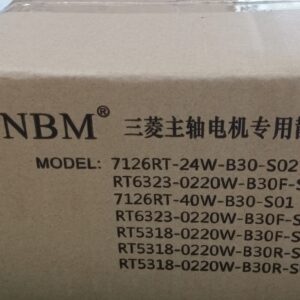 NBM® 三菱主轴电机专用
MODEL: 7126RT-24W-B30-S02
RT6323-0220W-B30F-S
7126RT-40W-B30-S01
RT6323-0220W-B30F-S
RT5318-0220W-B30F-S
RT5318-0220W-B30R-S
RT5318-0220W-B30R-S